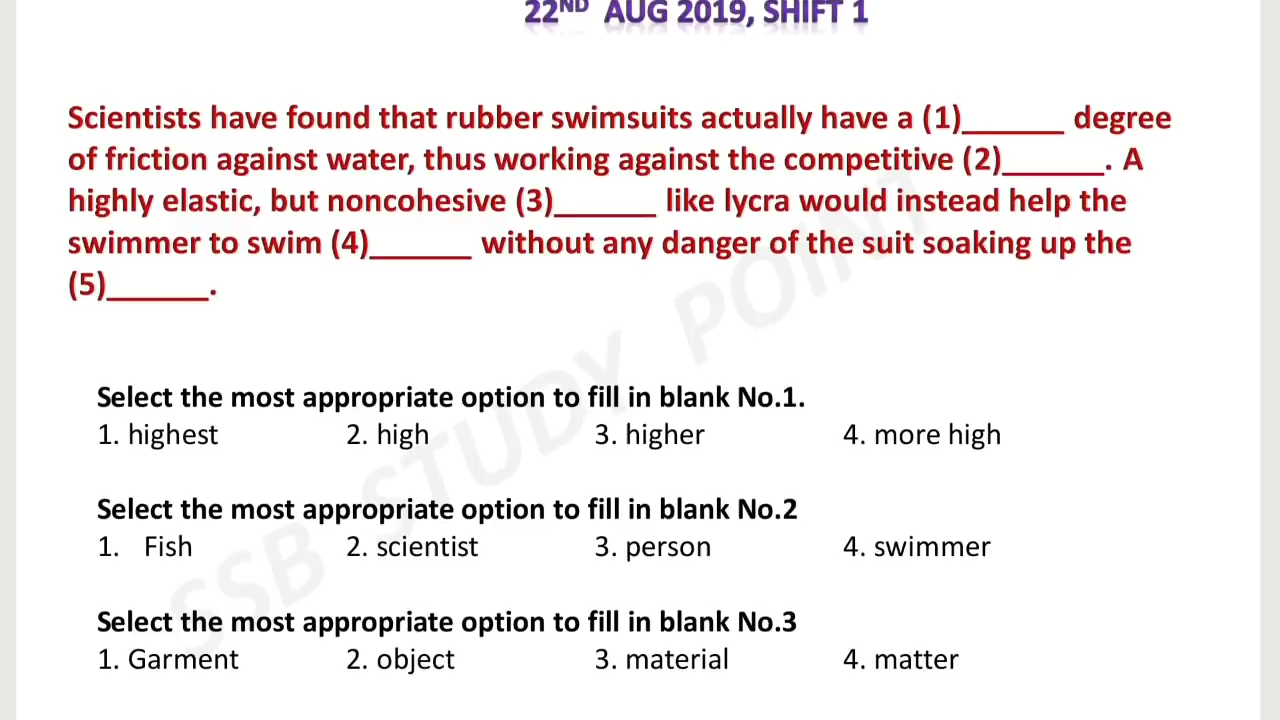 22ND AUG 2019, SHIFT 1
Scientists have found that rubber swimsuits actually have a (1)______ degree
of friction against water, thus working against the competitive (2)______. A
highly elastic, but noncohesive (3)______ like lycra would instead help the
swimmer to swim (4)______ without any danger of the suit soaking up the
(5)______.
Select the most appropriate option to fill in blank No.1.
1. highest 2. high 3. higher 4. more high
Select the most appropriate option to fill in blank No.2
1. Fish 2. scientist 3. person 4. swimmer
Select the most appropriate option to fill in blank No.3
1. Garment 2. object 3. material 4. matter
SSB STUDY POINT